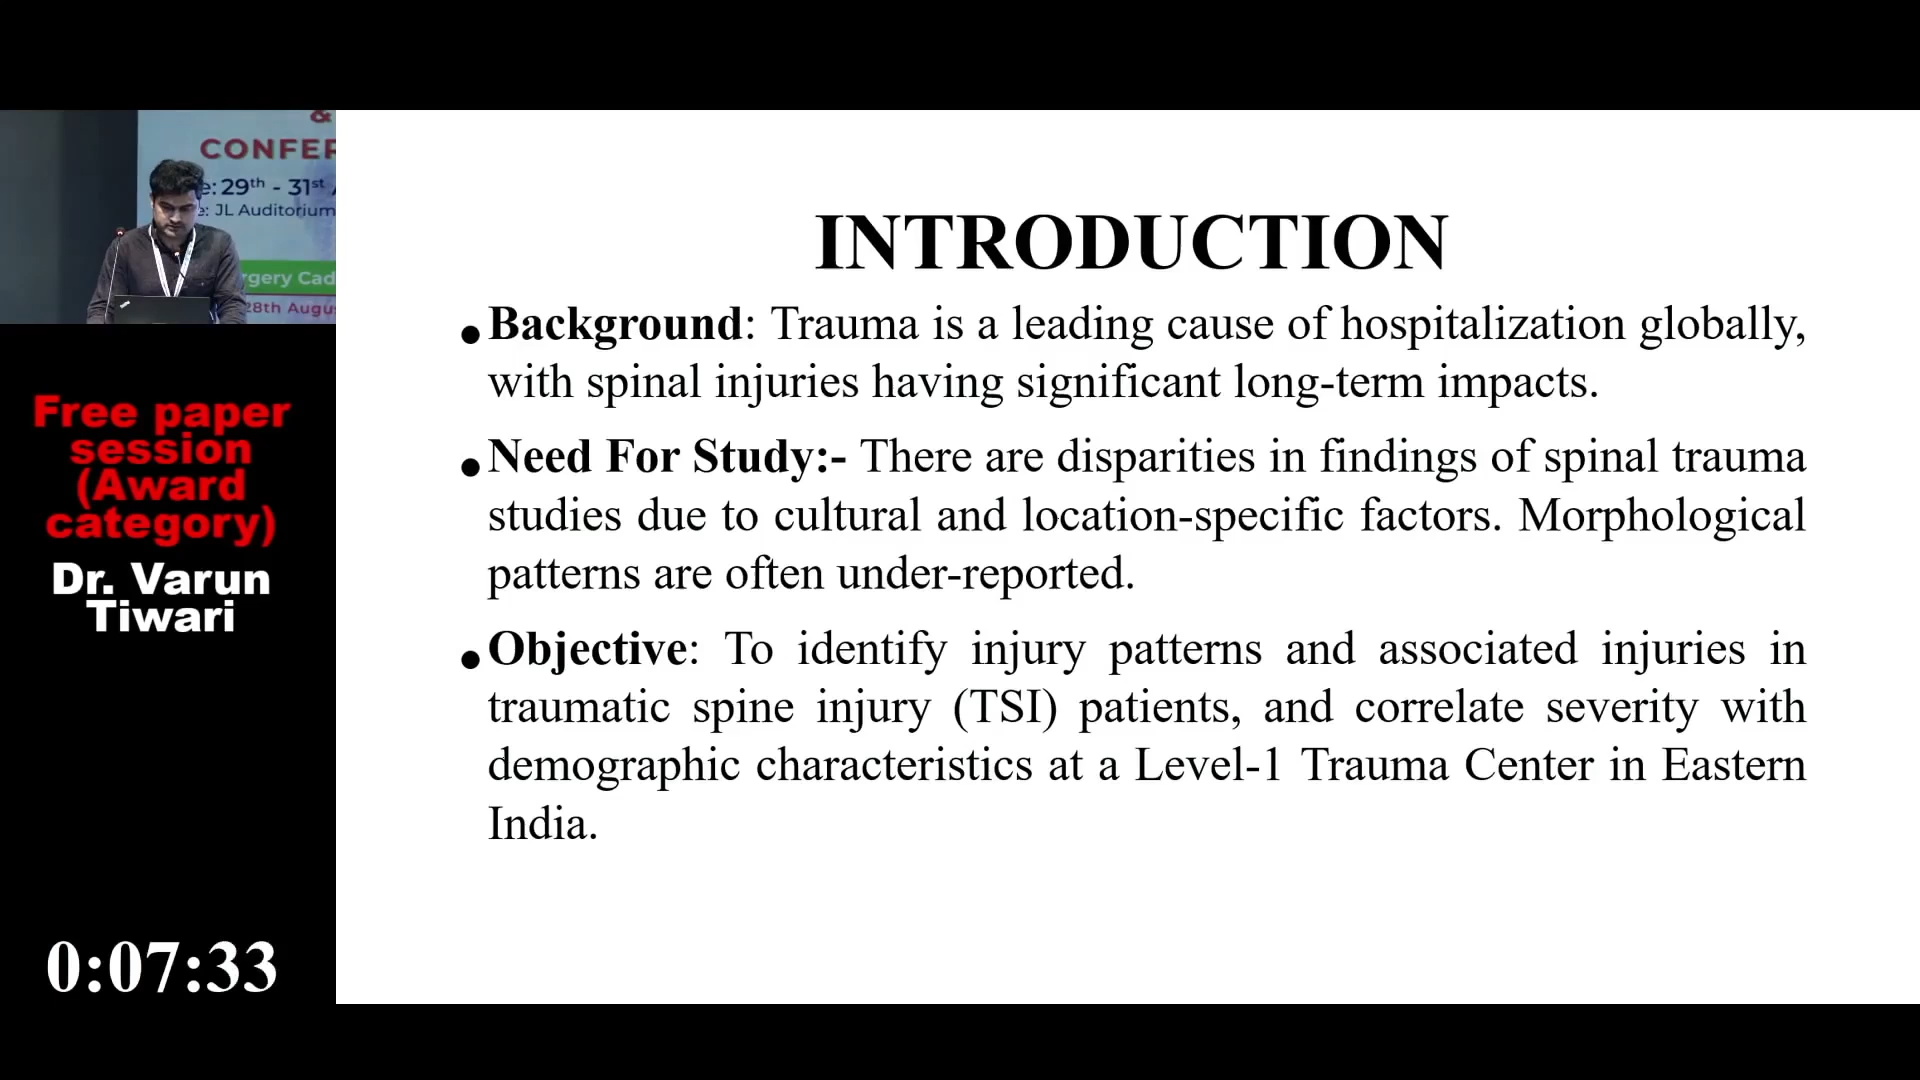 &
CONFER
e: 29th - 31st
e: JL Auditorium
rgery Cad
28th Augu
Free paper
session
(Award
category)
Dr. Varun
Tiwari
0:07:33
INTRODUCTION
• Background: Trauma is a leading cause of hospitalization globally,
with spinal injuries having significant long-term impacts.
• Need For Study:- There are disparities in findings of spinal trauma
studies due to cultural and location-specific factors. Morphological
patterns are often under-reported.
• Objective: To identify injury patterns and associated injuries in
traumatic spine injury (TSI) patients, and correlate severity with
demographic characteristics at a Level-1 Trauma Center in Eastern
India.